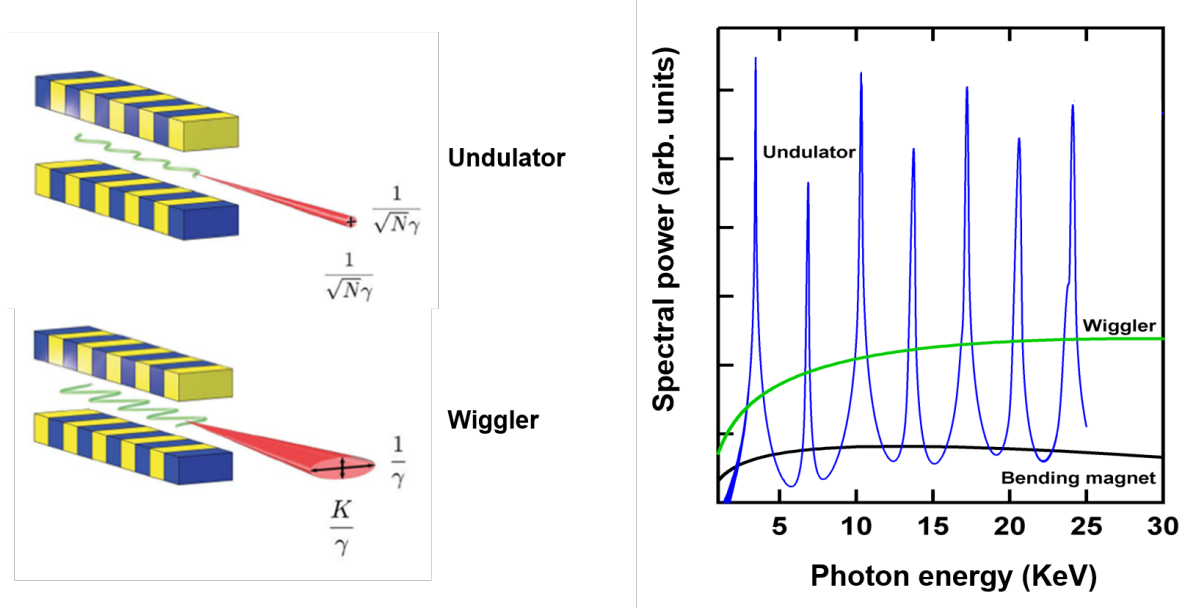 Undulator
1/(√Nγ)
1/(√Nγ)
Wiggler
1/γ
K/γ
Spectral power (arb. units)
Undulator
Wiggler
Bending magnet
5 10 15 20 25 30
Photon energy (KeV)